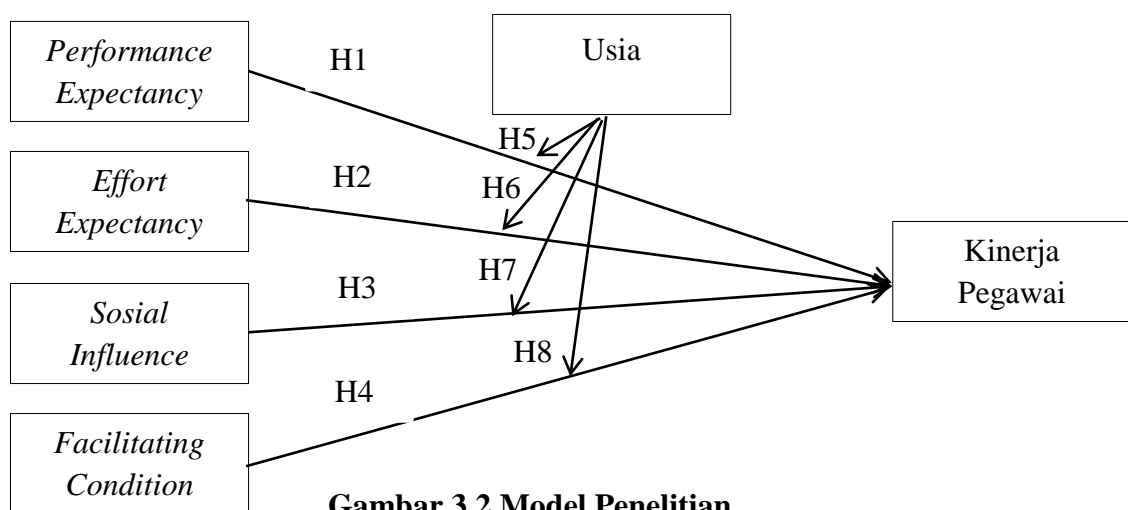 Performance
Expectancy
H1
Usia
H5
Effort
Expectancy
H2
H6
Kinerja
Pegawai
H7
Sosial
Influence
H3
H8
H4
Facilitating
Condition
Gambar 3.2 Model Penelitian